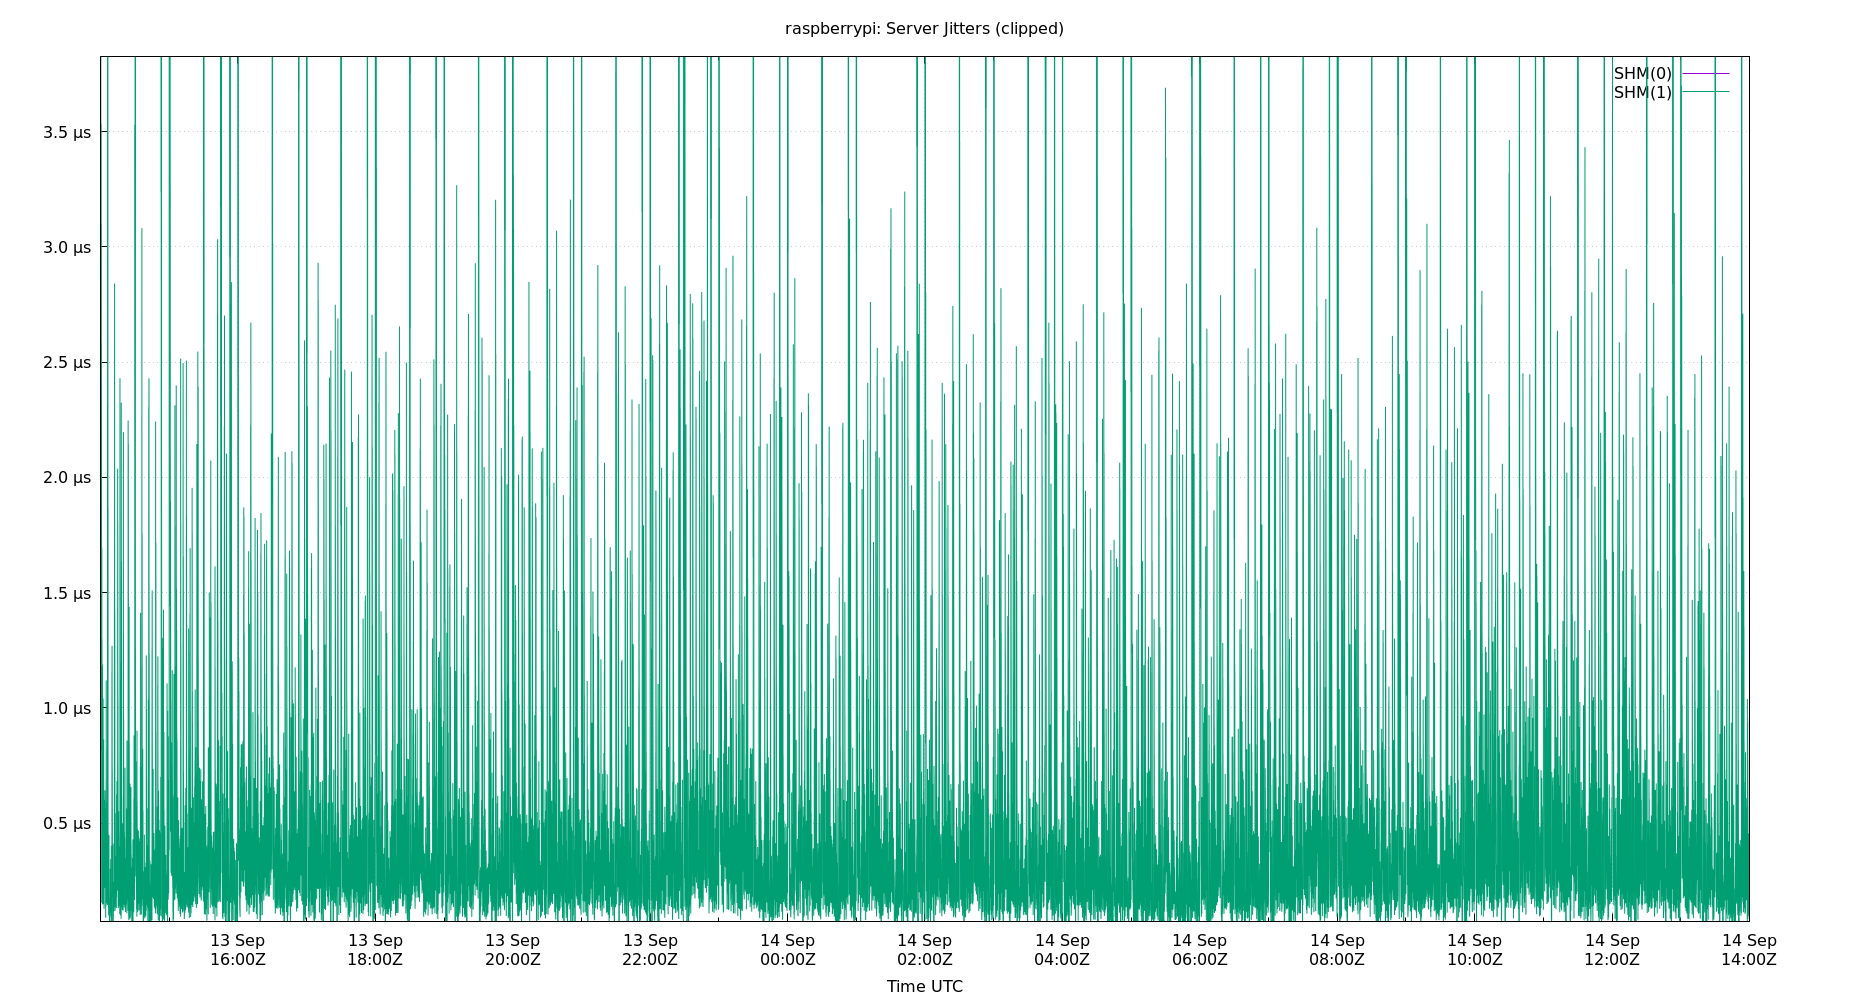 raspberrypi: Server Jitters (clipped)
SHM(0)
SHM(1)
3.5 µs
3.0 µs
2.5 µs
2.0 µs
1.5 µs
1.0 µs
0.5 µs
13 Sep 13 Sep 13 Sep 13 Sep 14 Sep 14 Sep 14 Sep 14 Sep 14 Sep 14 Sep 14 Sep 14 Sep
16:00Z 18:00Z 20:00Z 22:00Z 00:00Z 02:00Z 04:00Z 06:00Z 08:00Z 10:00Z 12:00Z 14:00Z
Time UTC